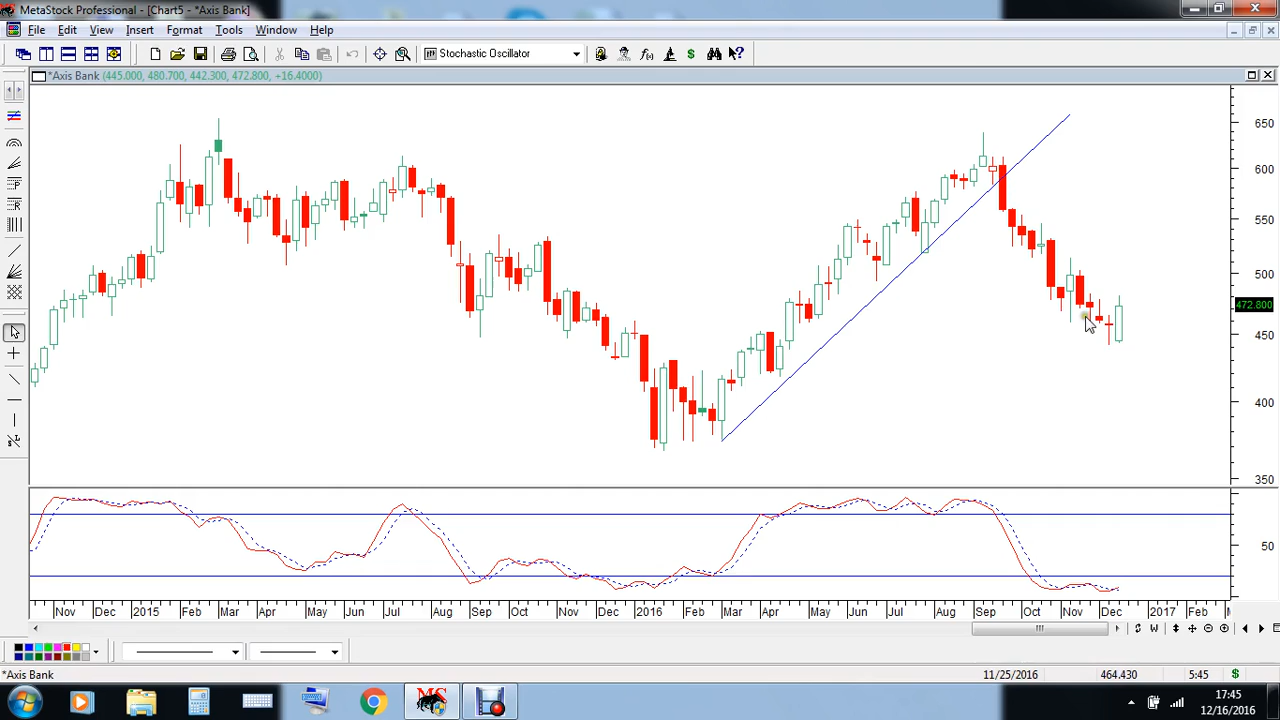 MetaStock Professional - [Chart5 - *Axis Bank]
File Edit View Insert Format Tools Window Help
Stochastic Oscillator
*Axis Bank (445.000, 480.700, 442.300, 472.800, +16.4000)
650
600
550
500
472.800
450
400
350
50
Nov Dec 2015 Feb Mar Apr May Jun Jul Aug Sep Oct Nov Dec 2016 Mar Apr May Jun Jul Aug Sep Oct Nov Dec 2017 Feb
W
*Axis Bank 11/25/2016 464.430 5:45 $
17:45
12/16/2016